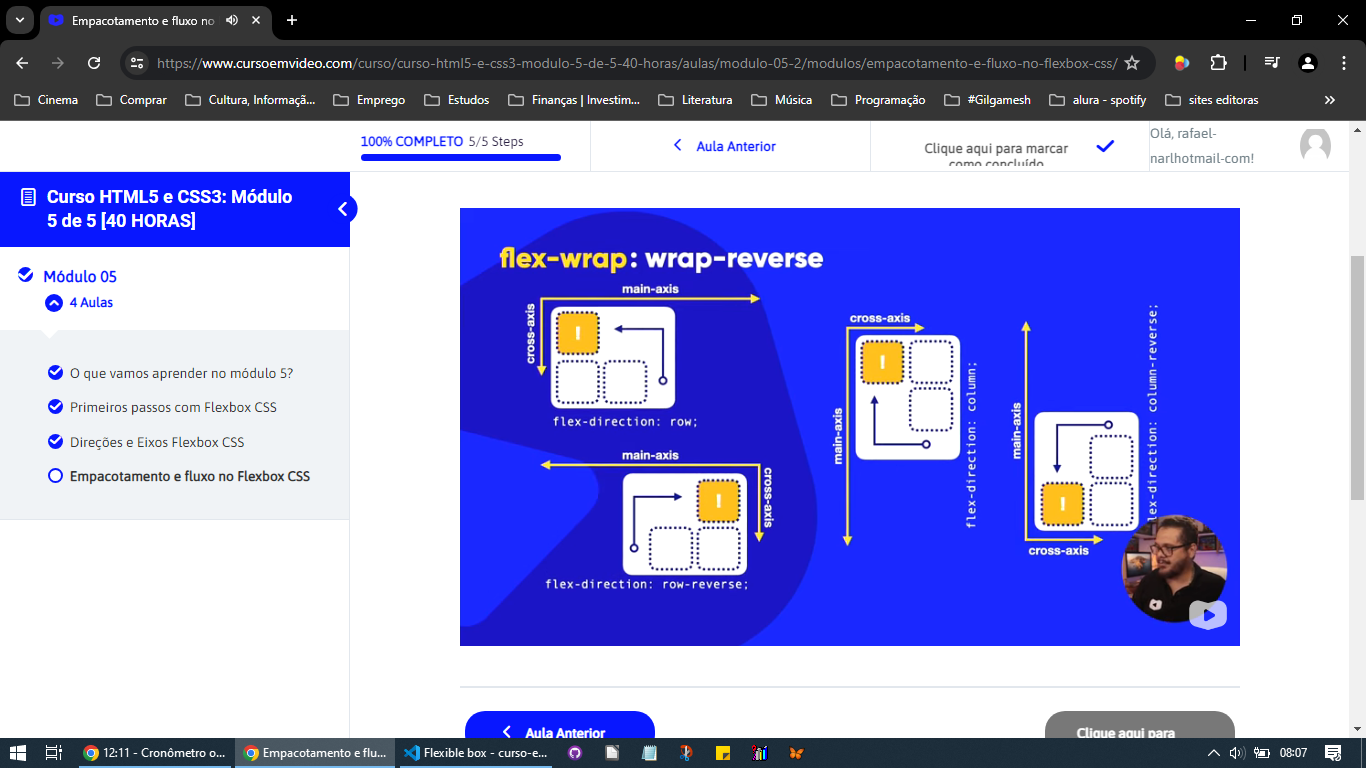 Empacotamento e fluxo no
https://www.cursoemvideo.com/curso/curso-html5-e-css3-modulo-5-de-5-40-horas/aulas/modulo-05-2/modulos/empacotamento-e-fluxo-no-flexbox-css/
Cinema
Comprar
Cultura, Informaçã...
Emprego
Estudos
Finanças | Investim...
Literatura
Música
Programação
#Gilgamesh
alura - spotify
sites editoras
100% COMPLETO 5/5 Steps
Aula Anterior
Clique aqui para marcar
como concluído
Olá, rafael-
narlhotmail-com!
Curso HTML5 e CSS3: Módulo
5 de 5 [40 HORAS]
Módulo 05
4 Aulas
O que vamos aprender no módulo 5?
Primeiros passos com Flexbox CSS
Direções e Eixos Flexbox CSS
Empacotamento e fluxo no Flexbox CSS
flex-wrap: wrap-reverse
main-axis
cross-axis
!
flex-direction: row;
main-axis
cross-axis
!
flex-direction: row-reverse;
cross-axis
main-axis
!
flex-direction: column;
main-axis
cross-axis
!
lex-direction: column-reverse;
Aula Anterior
Clique aqui para
12:11 - Cronômetro o...
Empacotamento e flu...
Flexible box - curso-e...
08:07